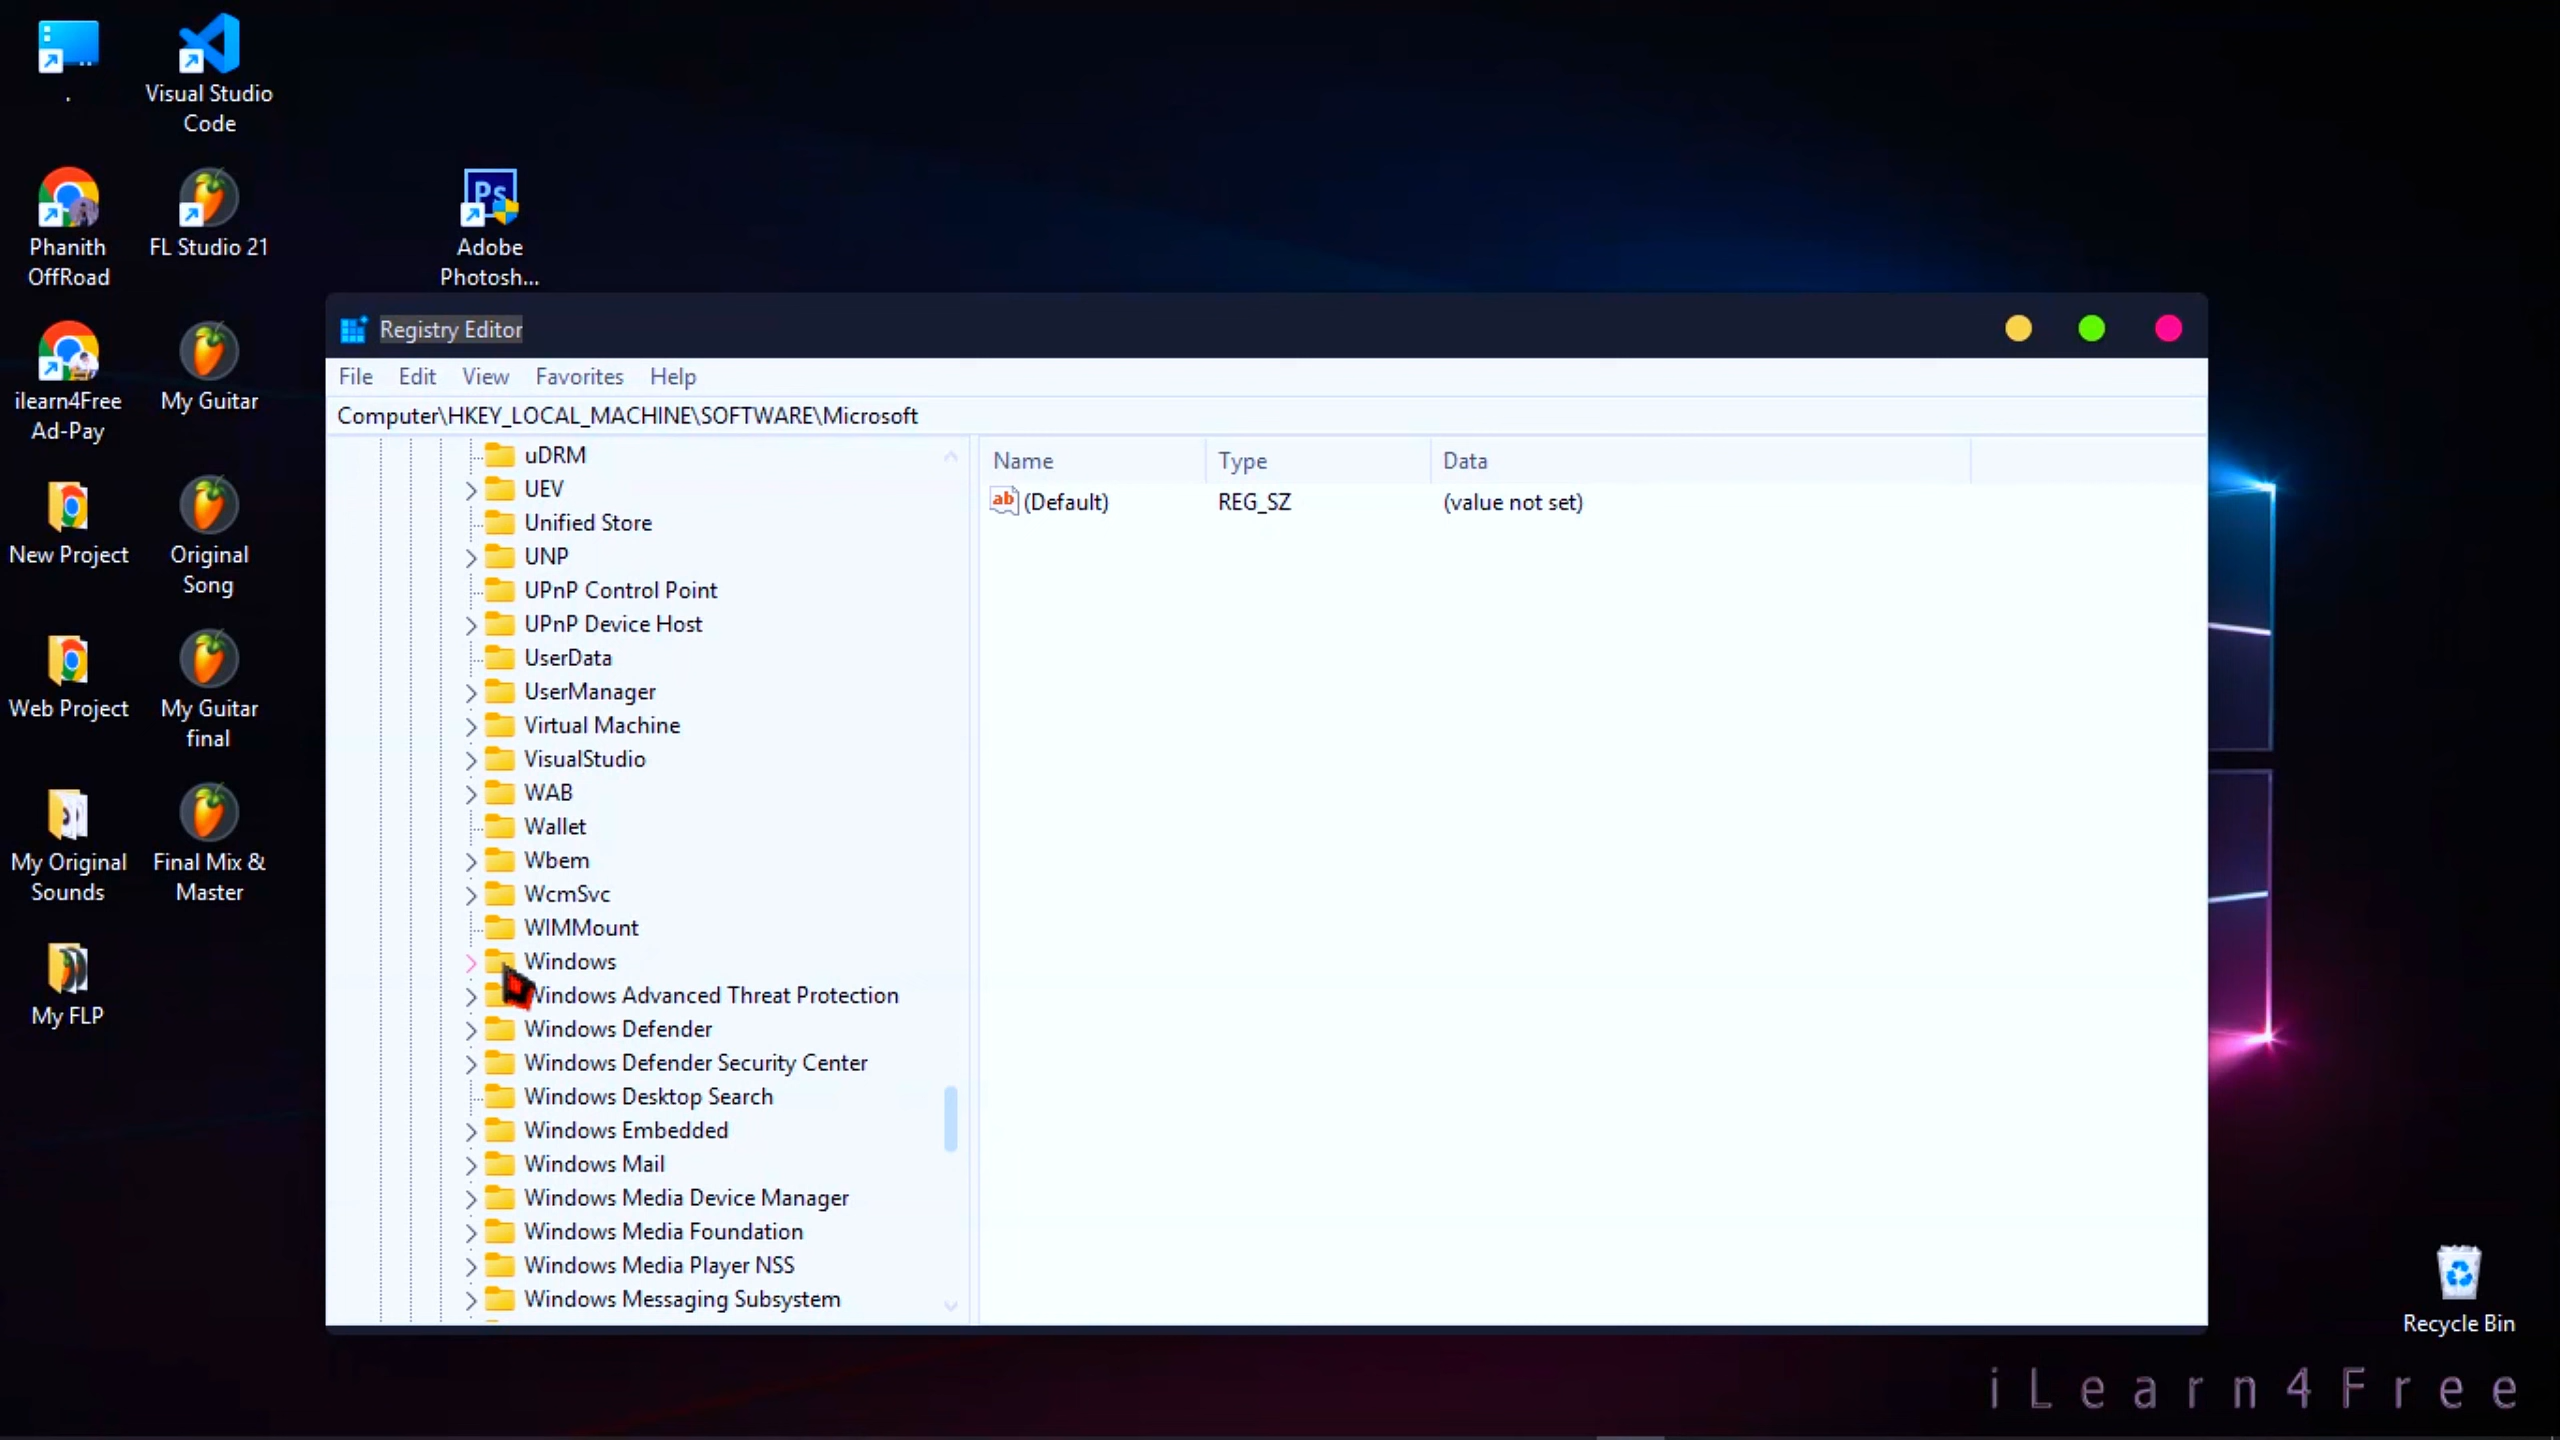 .
Visual Studio
Code
Phanith
OffRoad
FL Studio 21
Ps
Adobe
Photosh...
ilearn4Free
Ad-Pay
My Guitar
New Project
Original
Song
Web Project
My Guitar
final
My Original
Sounds
Final Mix &
Master
My FLP
Registry Editor
File Edit View Favorites Help
Computer\HKEY_LOCAL_MACHINE\SOFTWARE\Microsoft
uDRM
UEV
Unified Store
UNP
UPnP Control Point
UPnP Device Host
UserData
UserManager
Virtual Machine
VisualStudio
WAB
Wallet
Wbem
WcmSvc
WIMMount
Windows
Windows Advanced Threat Protection
Windows Defender
Windows Defender Security Center
Windows Desktop Search
Windows Embedded
Windows Mail
Windows Media Device Manager
Windows Media Foundation
Windows Media Player NSS
Windows Messaging Subsystem
Name Type Data
ab (Default) REG_SZ (value not set)
Recycle Bin
iLearn4Free